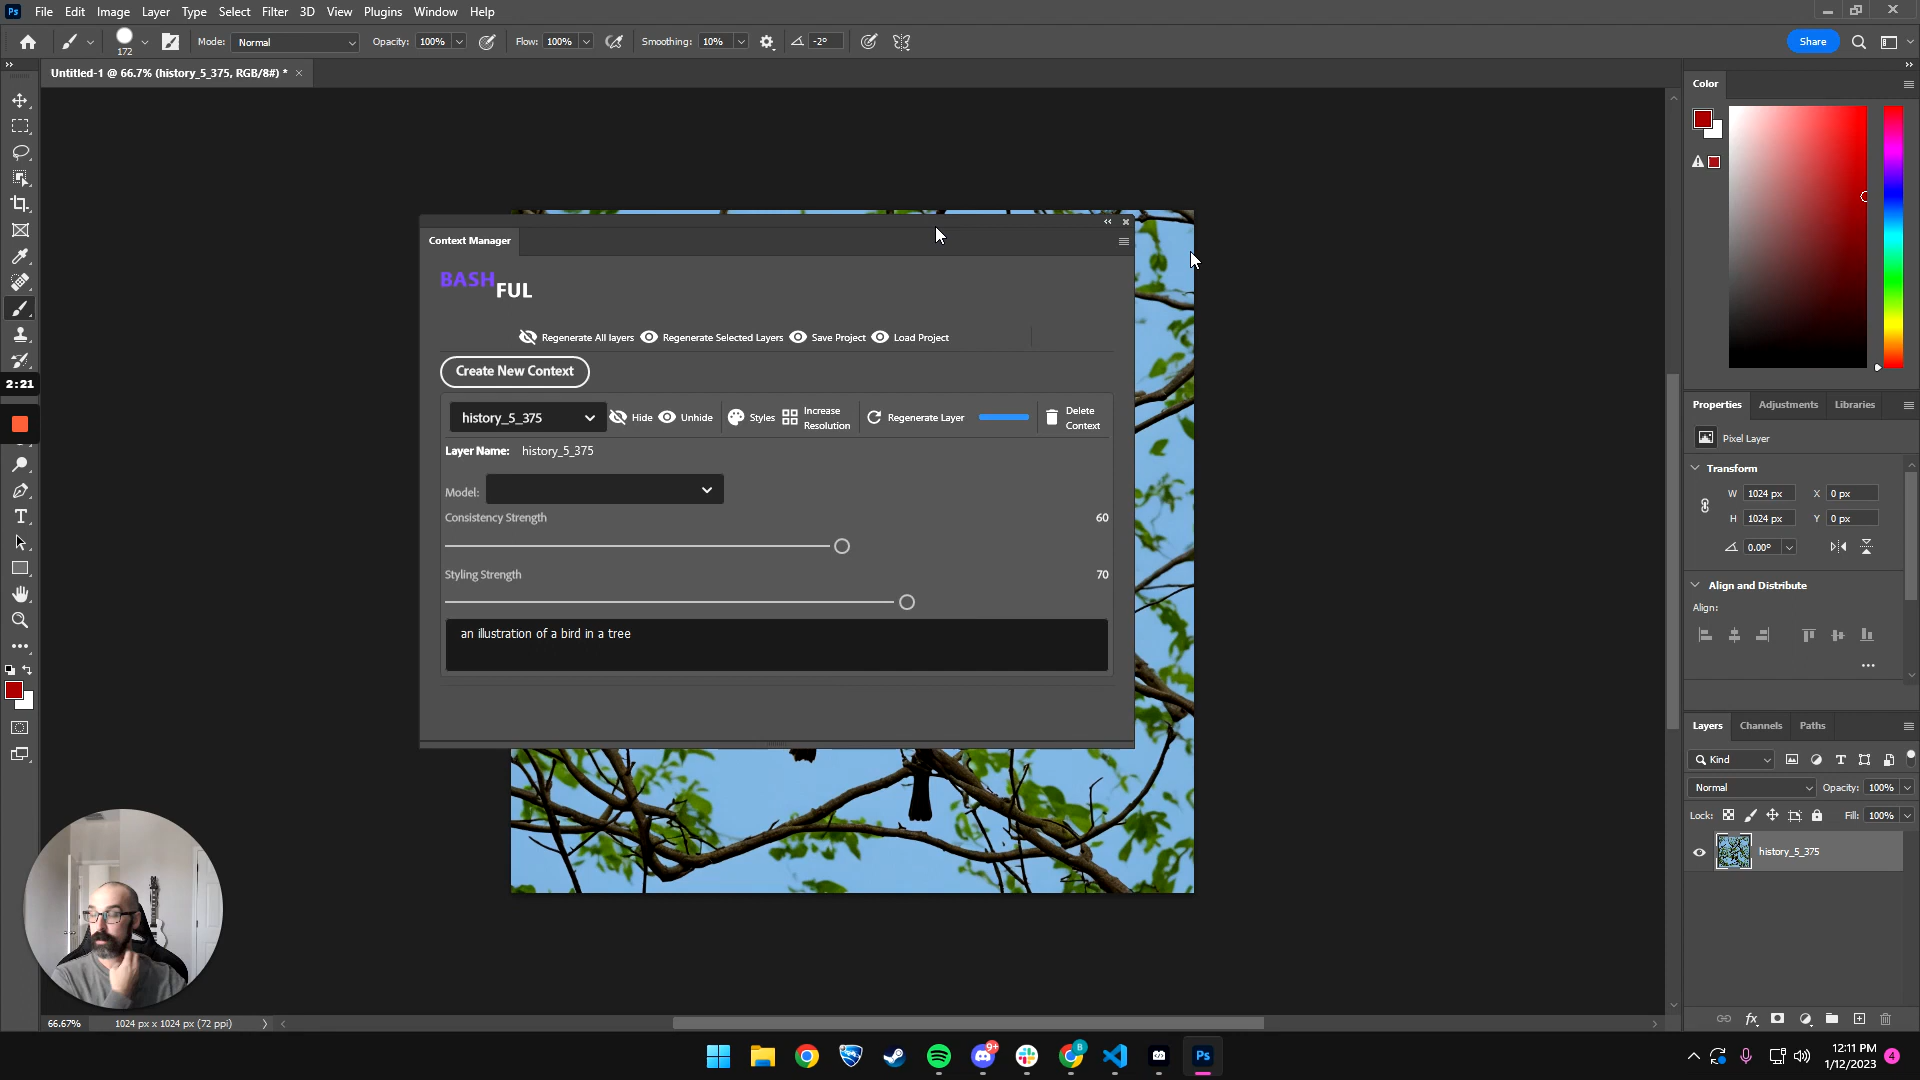 Ps File Edit Image Layer Type Select Filter 3D View Plugins Window Help
172 Mode: Normal Opacity: 100% Flow: 100% Smoothing: 10% -2° Share
Untitled-1 @ 66.7% (history_5_375, RGB/8#) *
Color
Context Manager
BASH
FUL
Regenerate All layers Regenerate Selected Layers Save Project Load Project
Create New Context
history_5_375 Hide Unhide Styles Increase Resolution Regenerate Layer Delete Context
Layer Name: history_5_375
Model:
Consistency Strength 60
Styling Strength 70
an illustration of a bird in a tree
2:21
Properties Adjustments Libraries
Pixel Layer
Transform
W 1024 px X 0 px
H 1024 px Y 0 px
0.00°
Align and Distribute
Align:
Layers Channels Paths
Kind
Normal Opacity: 100%
Lock: Fill: 100%
history_5_375
fx
66.67% 1024 px x 1024 px (72 ppi)
9+ B Ps
12:11 PM
1/12/2023 4